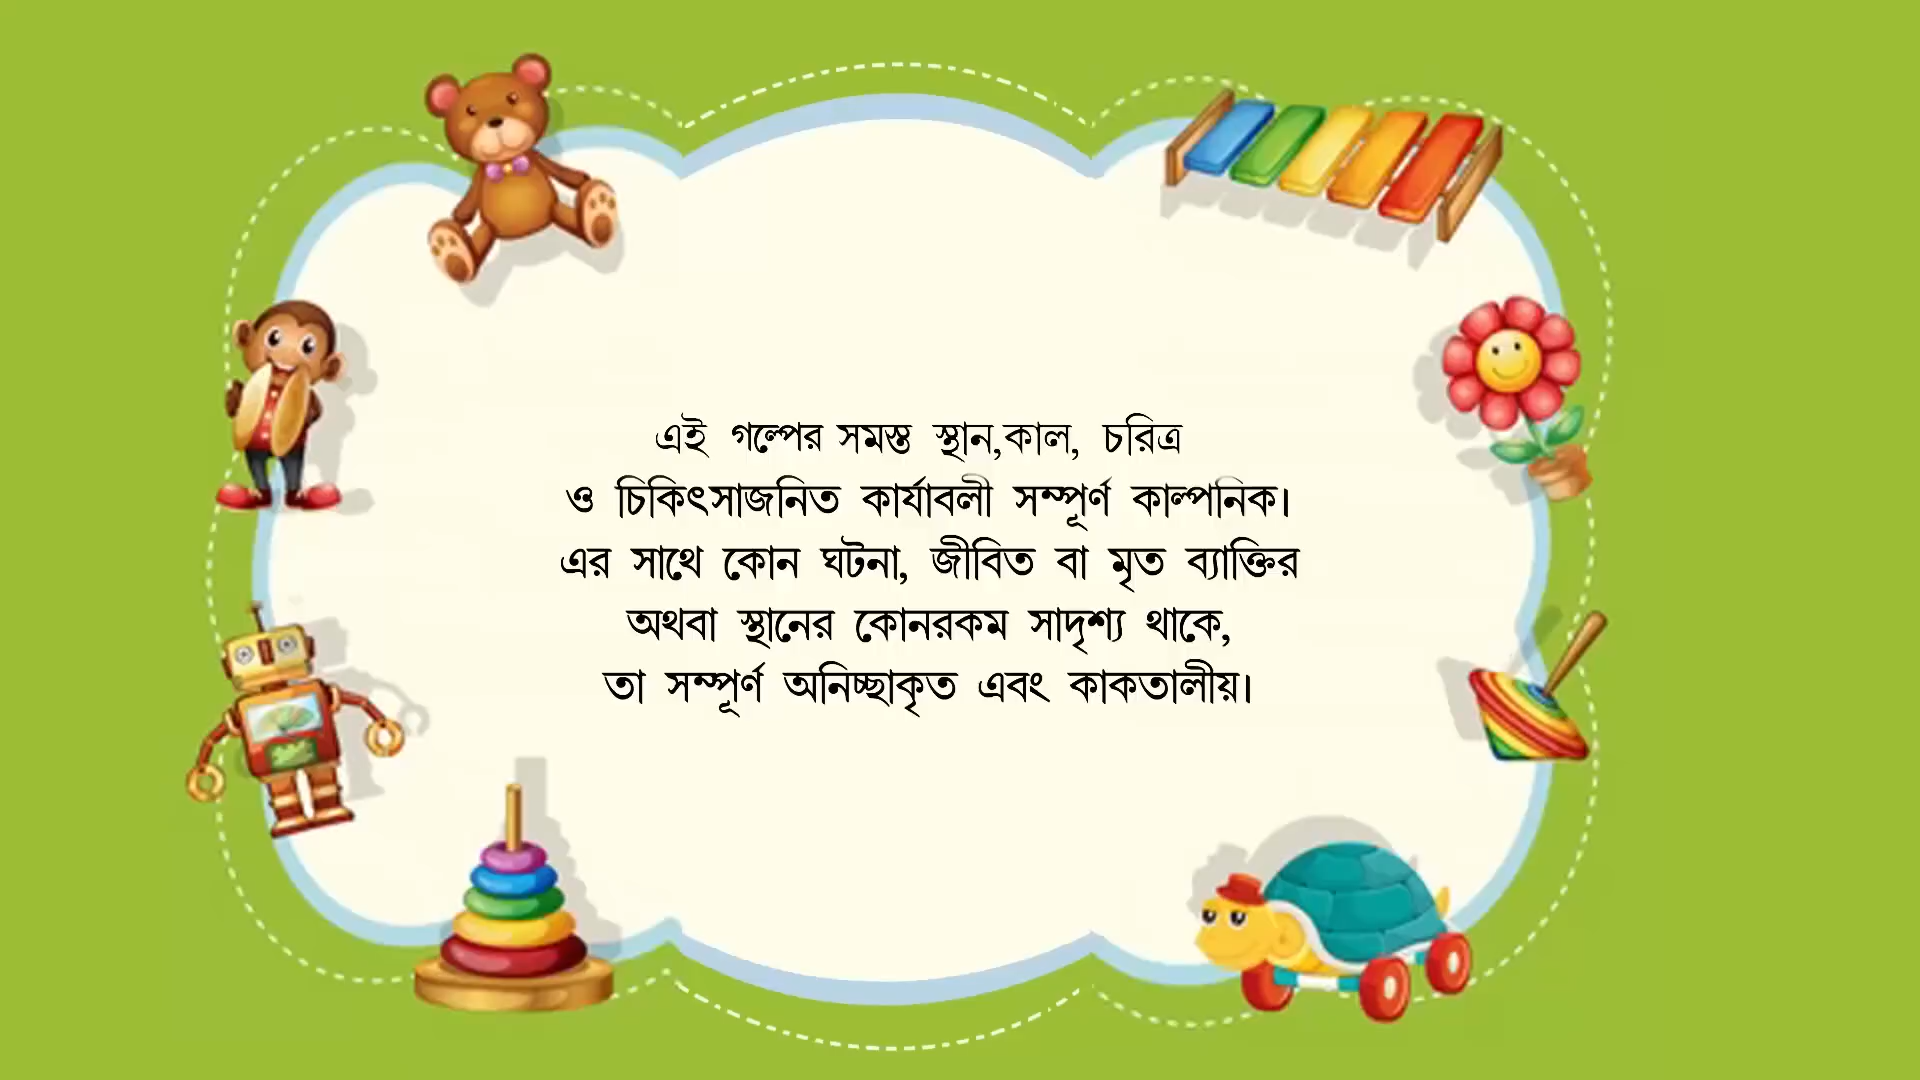 এই গল্পের সমস্ত স্থান,কাল, চরিত্র
ও চিকিৎসাজনিত কার্যাবলী সম্পূর্ণ কাল্পনিক।
এর সাথে কোন ঘটনা, জীবিত বা মৃত ব্যাক্তির
অথবা স্থানের কোনরকম সাদৃশ্য থাকে,
তা সম্পূর্ণ অনিচ্ছাকৃত এবং কাকতালীয়।